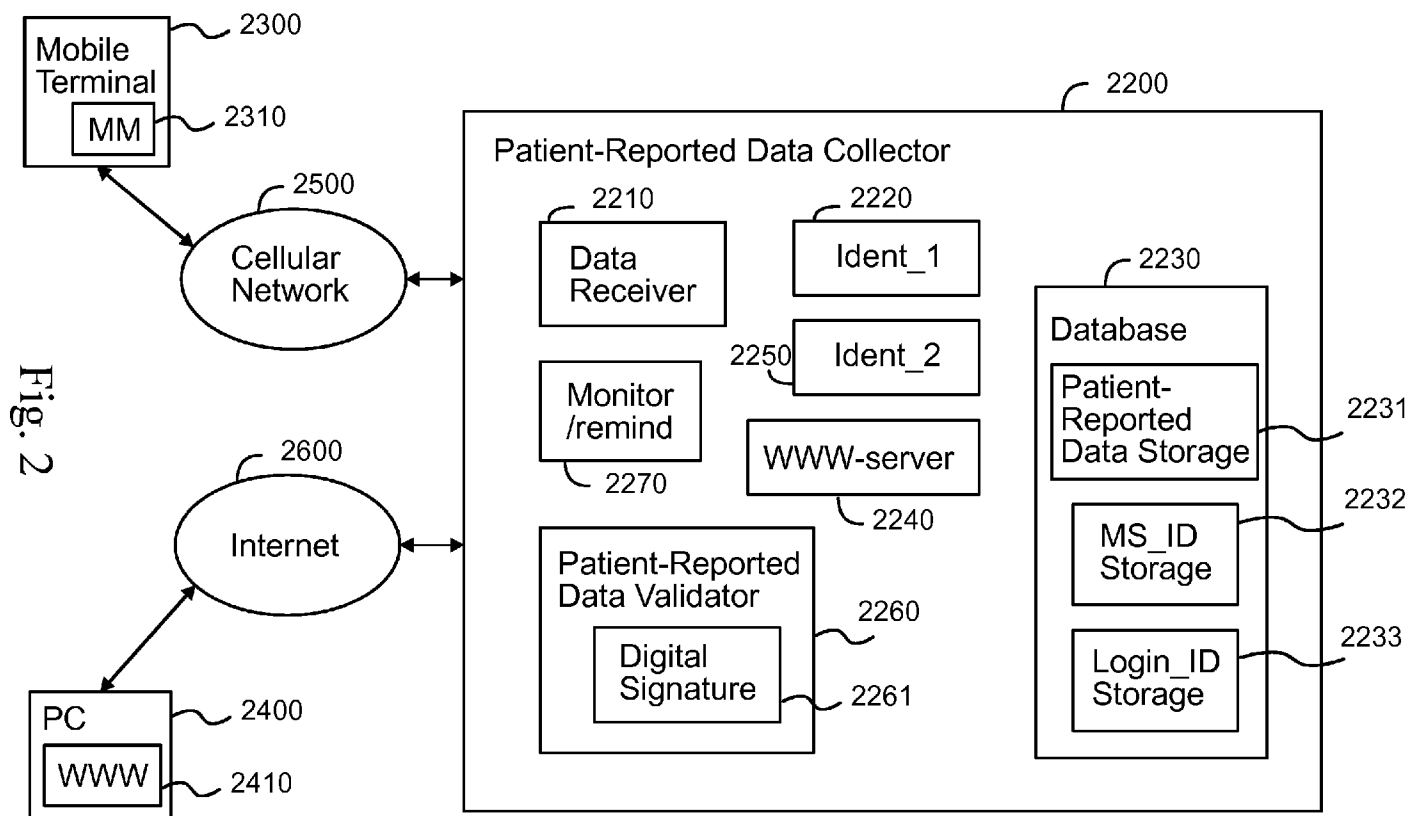 2300
Mobile
Terminal
MM
2310
2500
Cellular
Network
Fig. 2
2600
Internet
PC
2400
WWW
2410
2200
Patient-Reported Data Collector
2210
Data
Receiver
2220
Ident_1
2250
Ident_2
Monitor
/remind
2270
WWW-server
2240
Patient-Reported
Data Validator
2260
Digital
Signature
2261
2230
Database
Patient-
Reported
Data Storage
2231
MS_ID
Storage
2232
Login_ID
Storage
2233